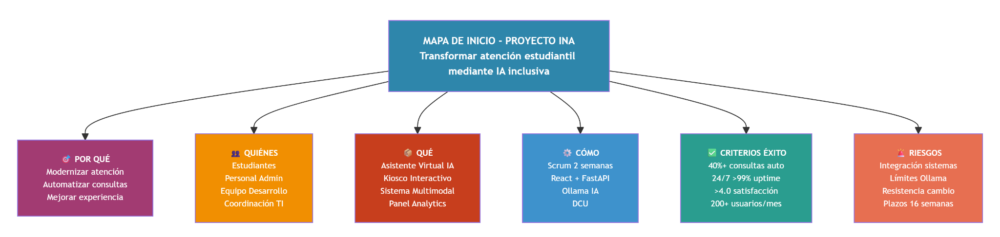 MAPA DE INICIO - PROYECTO INA
Transformar atención estudiantil
mediante IA inclusiva
🎯 POR QUÉ
Modernizar atención
Automatizar consultas
Mejorar experiencia
👥 QUIÉNES
Estudiantes
Personal Admin
Equipo Desarrollo
Coordinación TI
📦 QUÉ
Asistente Virtual IA
Kiosco Interactivo
Sistema Multimodal
Panel Analytics
⚙️ CÓMO
Scrum 2 semanas
React + FastAPI
Ollama IA
DCU
✅ CRITERIOS ÉXITO
40%+ consultas auto
24/7 >99% uptime
>4.0 satisfacción
200+ usuarios/mes
🚨 RIESGOS
Integración sistemas
Límites Ollama
Resistencia cambio
Plazos 16 semanas